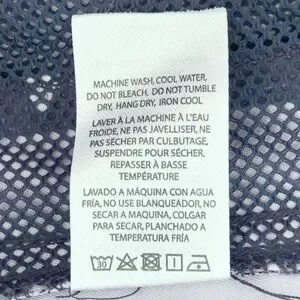 MACHINE WASH, COOL WATER,
DO NOT BLEACH, DO NOT TUMBLE
DRY, HANG DRY, IRON COOL
LAVER À LA MACHINE À L'EAU
FROIDE, NE PAS JAVELLISER, NE
PAS SÉCHER PAR CULBUTAGE,
SUSPENDRE POUR SÉCHER,
REPASSER À BASSE
TEMPÉRATURE
LAVADO A MÁQUINA CON AGUA
FRÍA, NO USE BLANQUEADOR, NO
SECAR A MAQUINA, COLGAR
PARA SECAR, PLANCHADO A
TEMPERATURA FRÍA
30